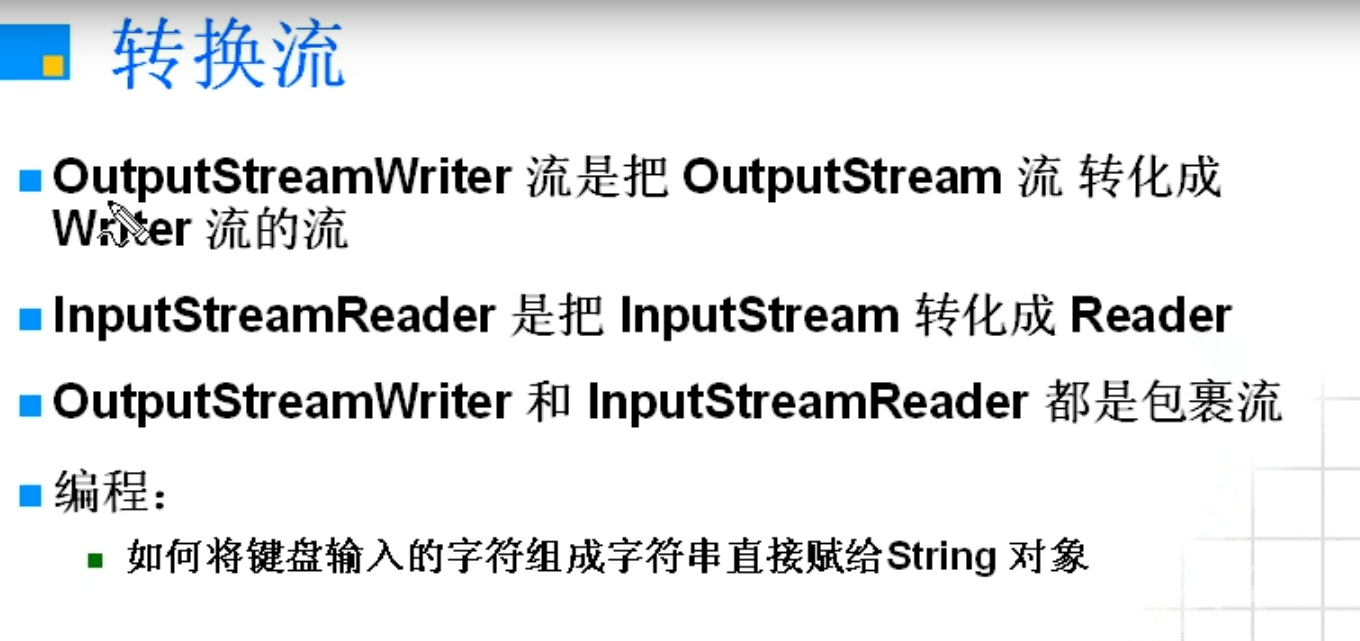 转换流
OutputStreamWriter 流是把 OutputStream 流 转化成
Writer 流的流
InputStreamReader 是把 InputStream 转化成 Reader
OutputStreamWriter 和 InputStreamReader 都是包裹流
编程：
如何将键盘输入的字符组成字符串直接赋给String 对象